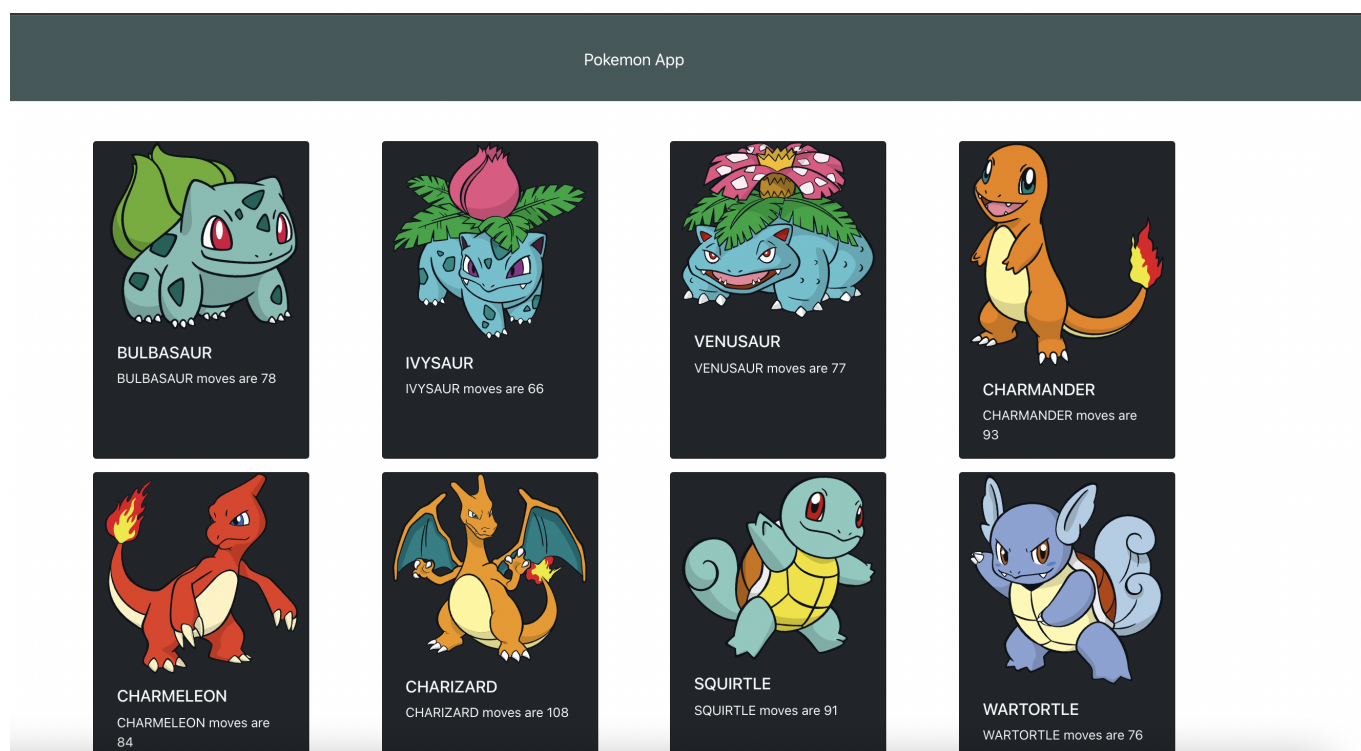 Pokemon App
BULBASAUR
BULBASAUR moves are 78
IVYSAUR
IVYSAUR moves are 66
VENUSAUR
VENUSAUR moves are 77
CHARMANDER
CHARMANDER moves are
93
CHARMELEON
CHARMELEON moves are
84
CHARIZARD
CHARIZARD moves are 108
SQUIRTLE
SQUIRTLE moves are 91
WARTORTLE
WARTORTLE moves are 76